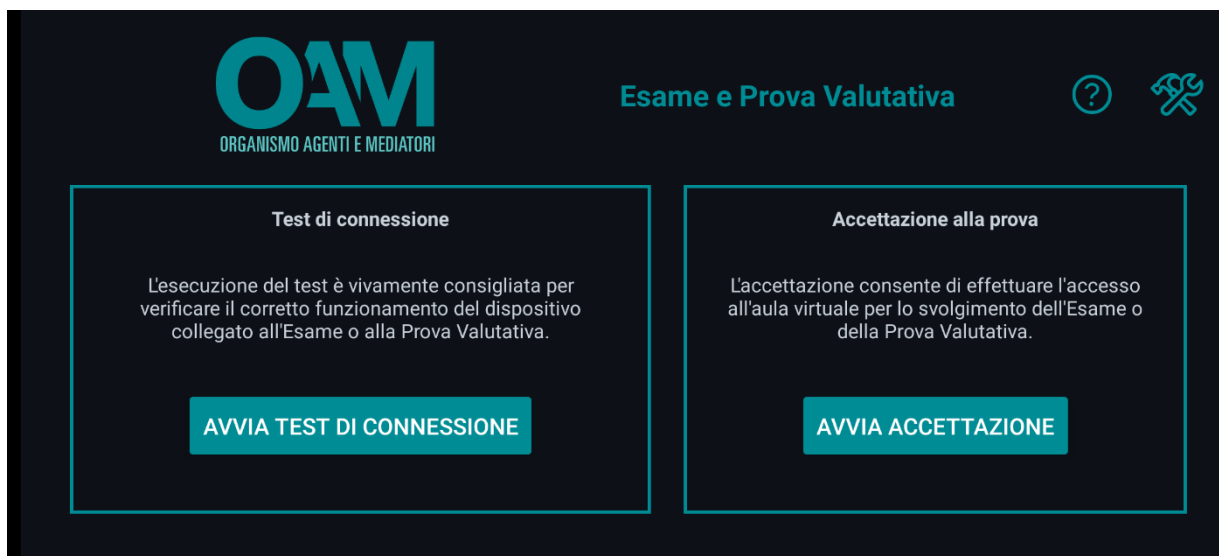 OAM
ORGANISMO AGENTI E MEDIATORI
Esame e Prova Valutativa
?
Test di connessione
L'esecuzione del test è vivamente consigliata per
verificare il corretto funzionamento del dispositivo
collegato all'Esame o alla Prova Valutativa.
AVVIA TEST DI CONNESSIONE
Accettazione alla prova
L'accettazione consente di effettuare l'accesso
all'aula virtuale per lo svolgimento dell'Esame o
della Prova Valutativa.
AVVIA ACCETTAZIONE